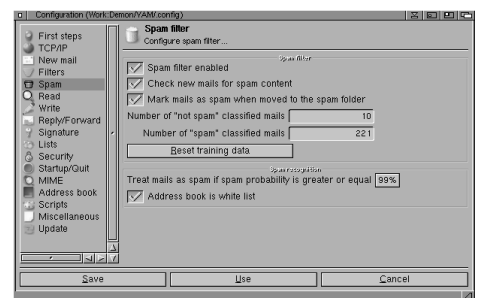 Configuration (Work:Demon/YAM/.config)
First steps
TCP/IP
New mail
Filters
Spam
Read
Write
Reply/Forward
Signature
Lists
Security
Startup/Quit
MIME
Address book
Scripts
Miscellaneous
Update
Spam filter
Configure spam filter...
Spam filter
Spam filter enabled
Check new mails for spam content
Mark mails as spam when moved to the spam folder
Number of "not spam" classified mails 10
Number of "spam" classified mails 221
Reset training data
Spam recognition
Treat mails as spam if spam probability is greater or equal 99%
Address book is white list
Save
Use
Cancel